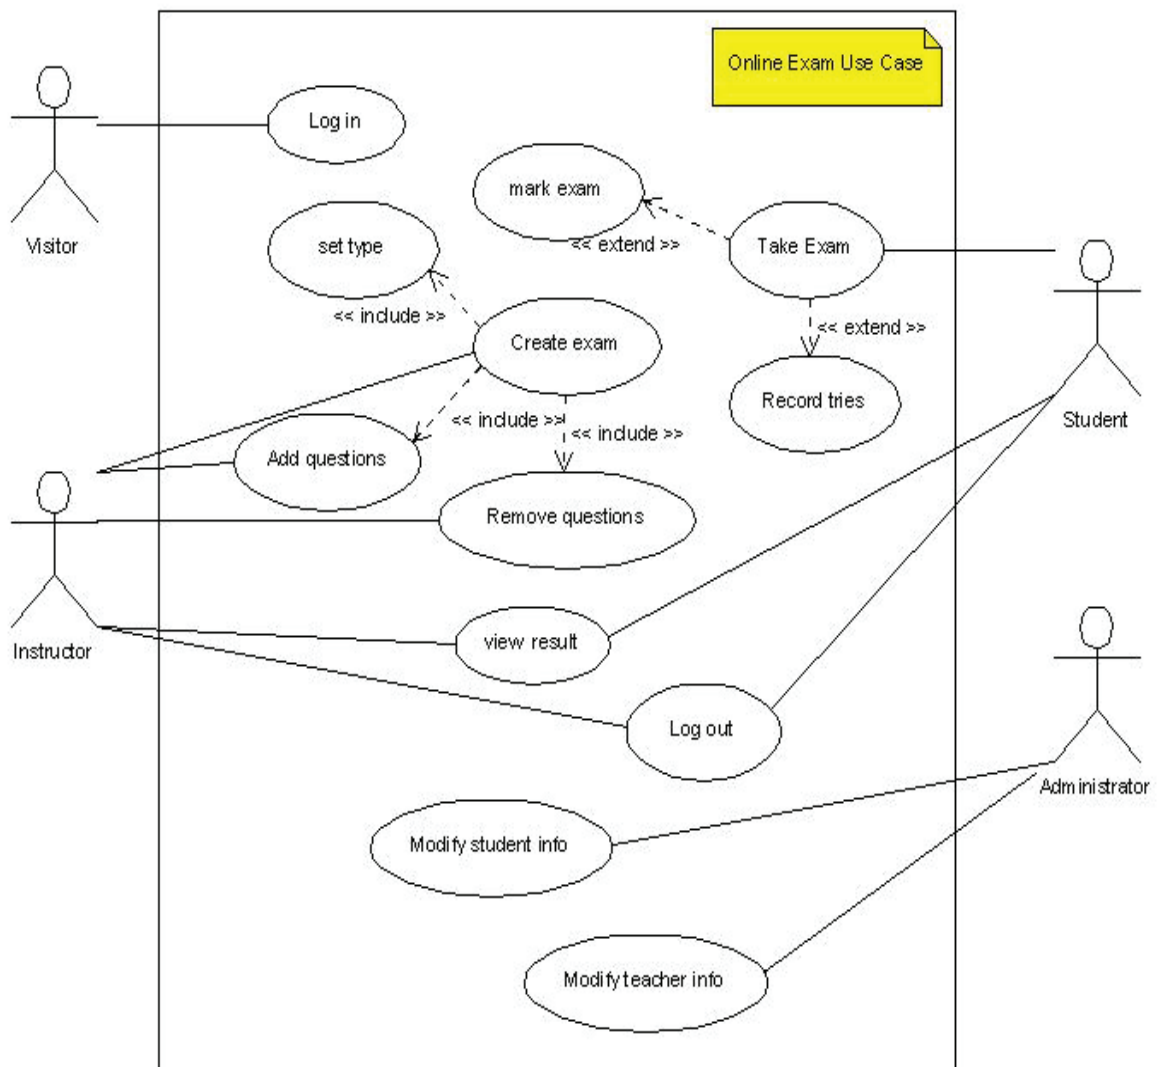 Online Exam Use Case
Log in
mark exam
Visitor
set type
<< extend >>
Take Exam
<< include >>
<< extend >>
Create exam
Record tries
<< include >>
<< include >>
Student
Add questions
Remove questions
Instructor
view result
Log out
Administrator
Modify student info
Modify teacher info